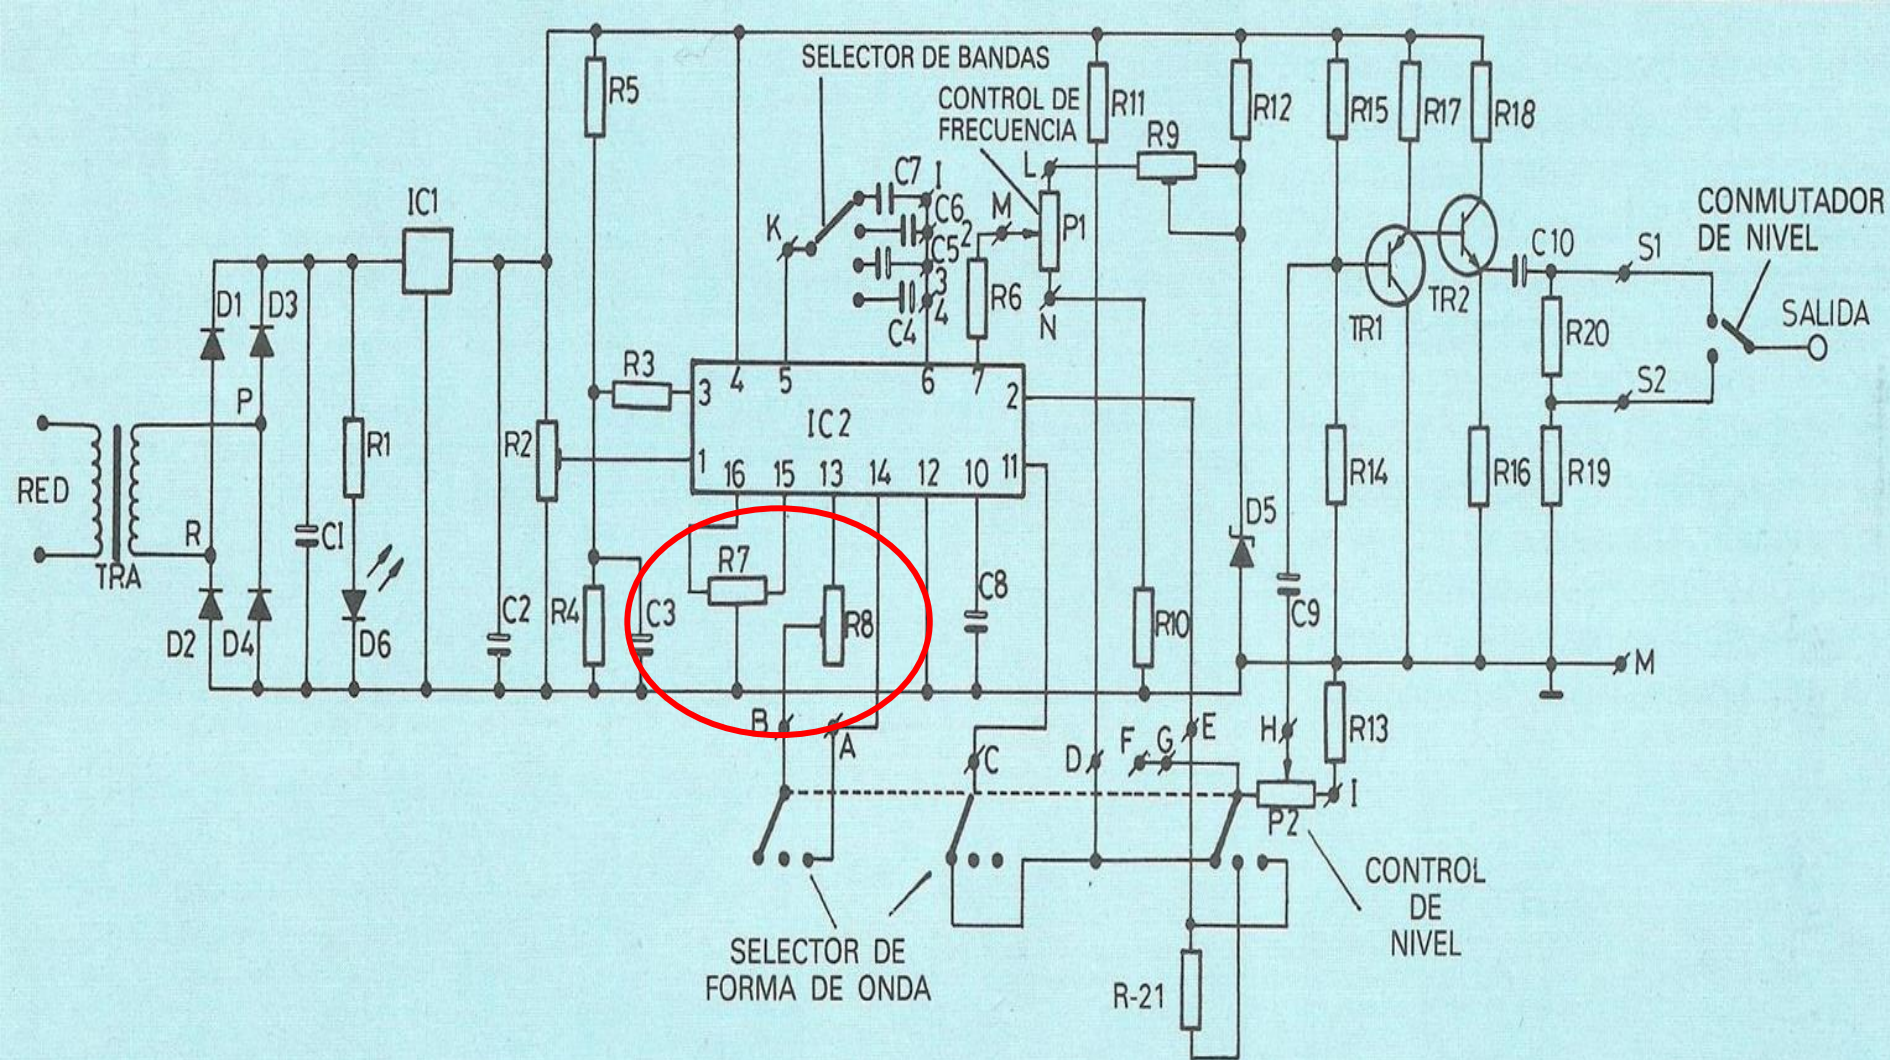 SELECTOR DE BANDAS
CONTROL DE
FRECUENCIA
R5
R11
R12
R15
R17
R18
R9
L
C7
I
C6
2
C5
3
4
C4
M
K
P1
R6
N
IC1
D1
D3
P
R
RED
TRA
D2
D4
C1
R1
D6
C2
R2
R3
R4
C3
3
4
5
6
7
2
IC2
1
16
15
13
14
12
10
11
R7
R8
C8
R10
D5
C9
TR1
TR2
C10
S1
S2
CONMUTADOR
DE NIVEL
SALIDA
R20
R14
R16
R19
M
B
A
C
D
F
G
E
H
R13
I
P2
CONTROL
DE
NIVEL
SELECTOR DE
FORMA DE ONDA
R-21